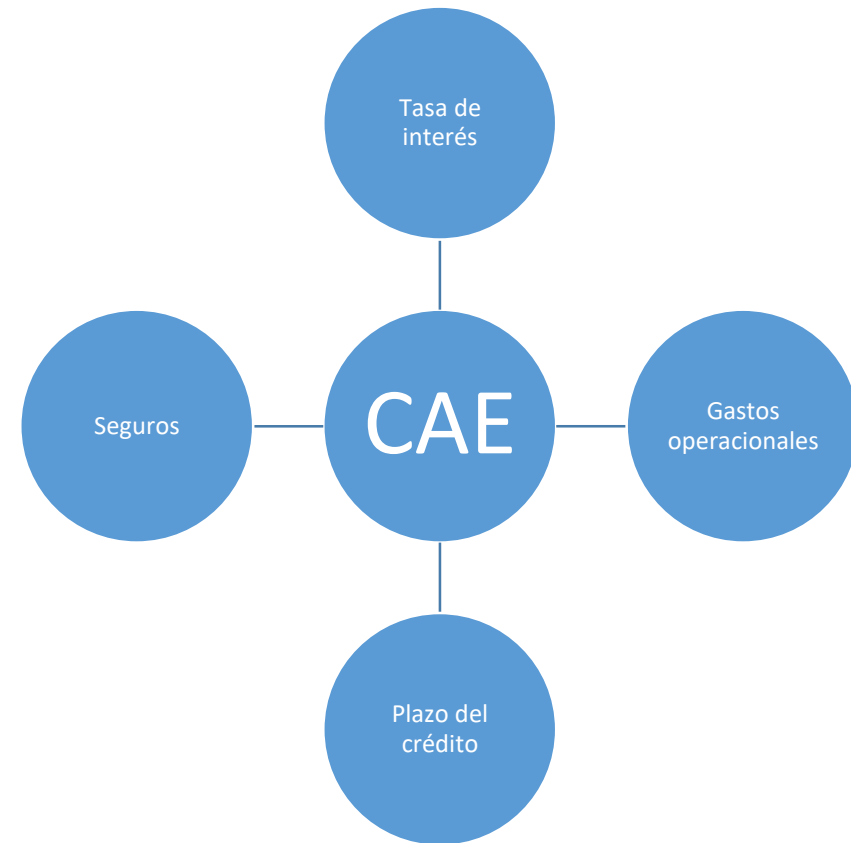 Tasa de
interés
Seguros
CAE
Gastos
operacionales
Plazo del
crédito